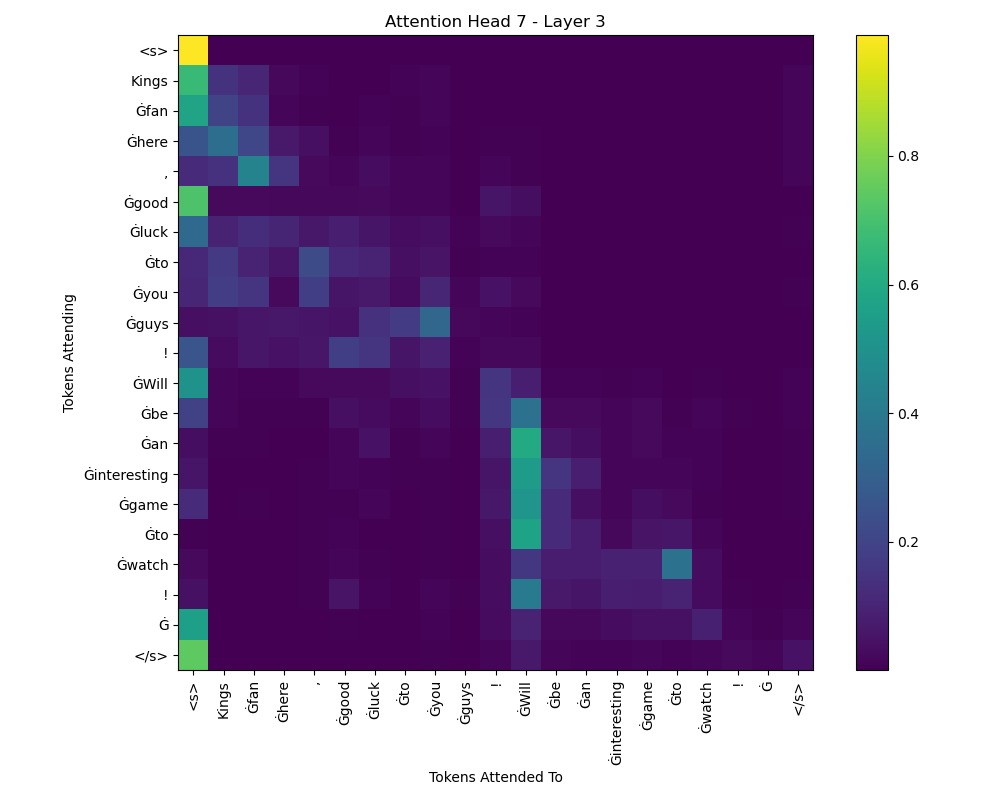 Attention Head 7 - Layer 3
<s>
Kings
Ġfan
Ġhere
,
Ġgood
Ġluck
Ġto
Ġyou
Ġguys
!
ĠWill
Ġbe
Ġan
Ġinteresting
Ġgame
Ġto
Ġwatch
!
Ġ
</s>
Tokens Attending
<s>
Kings
Ġfan
Ġhere
,
Ġgood
Ġluck
Ġto
Ġyou
Ġguys
!
ĠWill
Ġbe
Ġan
Ġinteresting
Ġgame
Ġto
Ġwatch
!
Ġ
</s>
Tokens Attended To
0.8
0.6
0.4
0.2